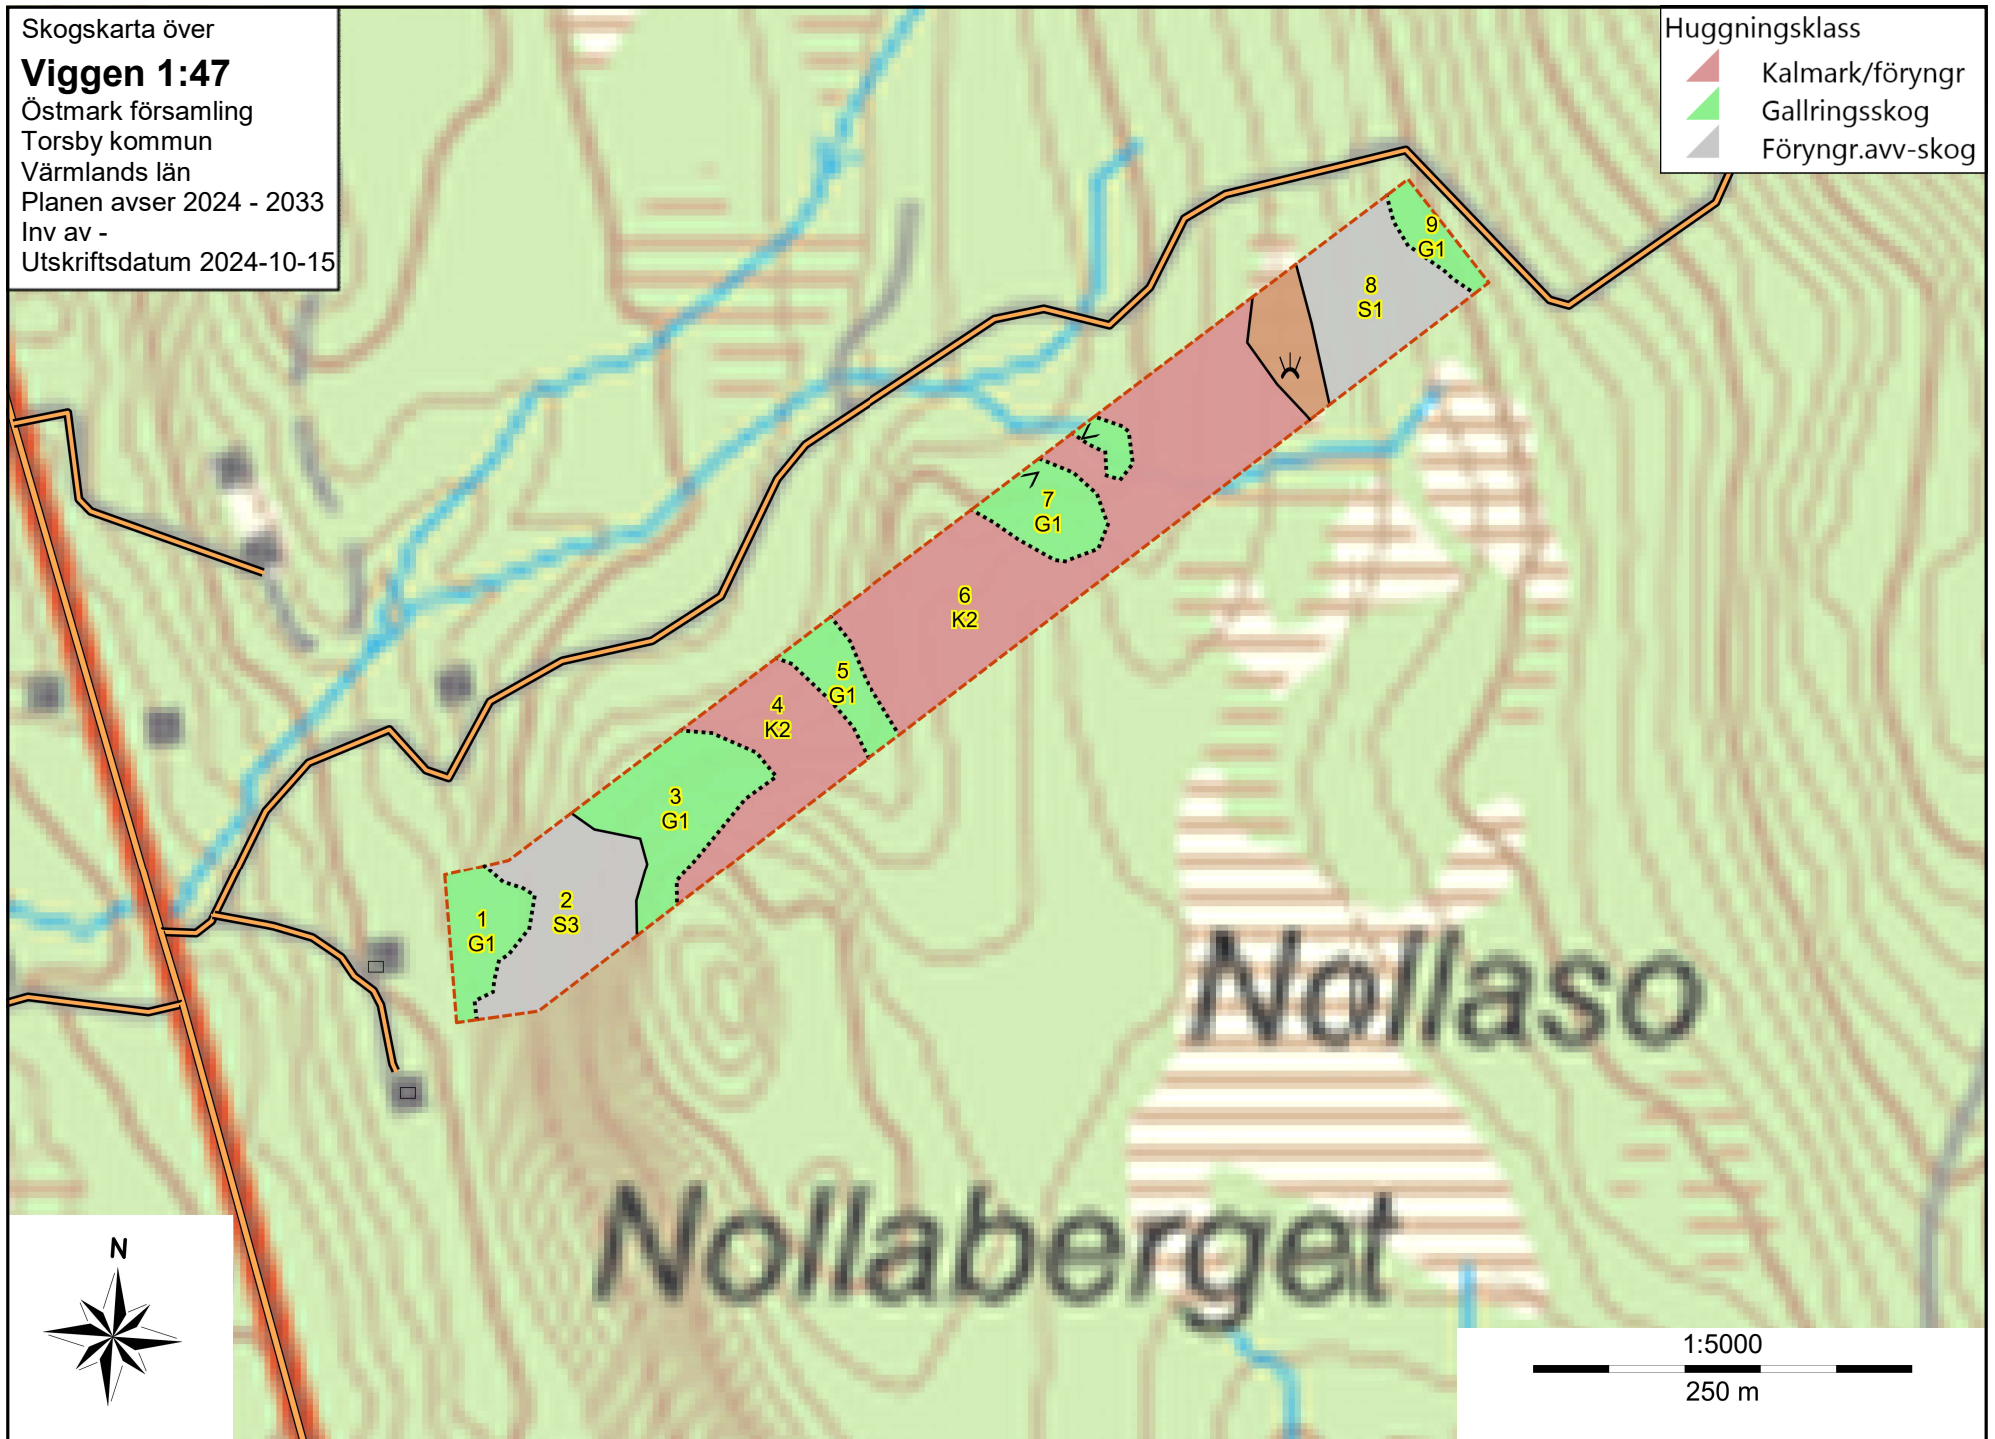 Skogskarta över
Viggen 1:47
Östmark församling
Torsby kommun
Värmlands län
Planen avser 2024 - 2033
Inv av -
Utskriftsdatum 2024-10-15
Huggningsklass
Kalmark/föryngr
Gallringsskog
Föryngr.avv-skog
9
G1
8
S1
7
G1
6
K2
5
G1
4
K2
3
G1
2
S3
1
G1
Nollaso
Nollaberget
N
1:5000
250 m